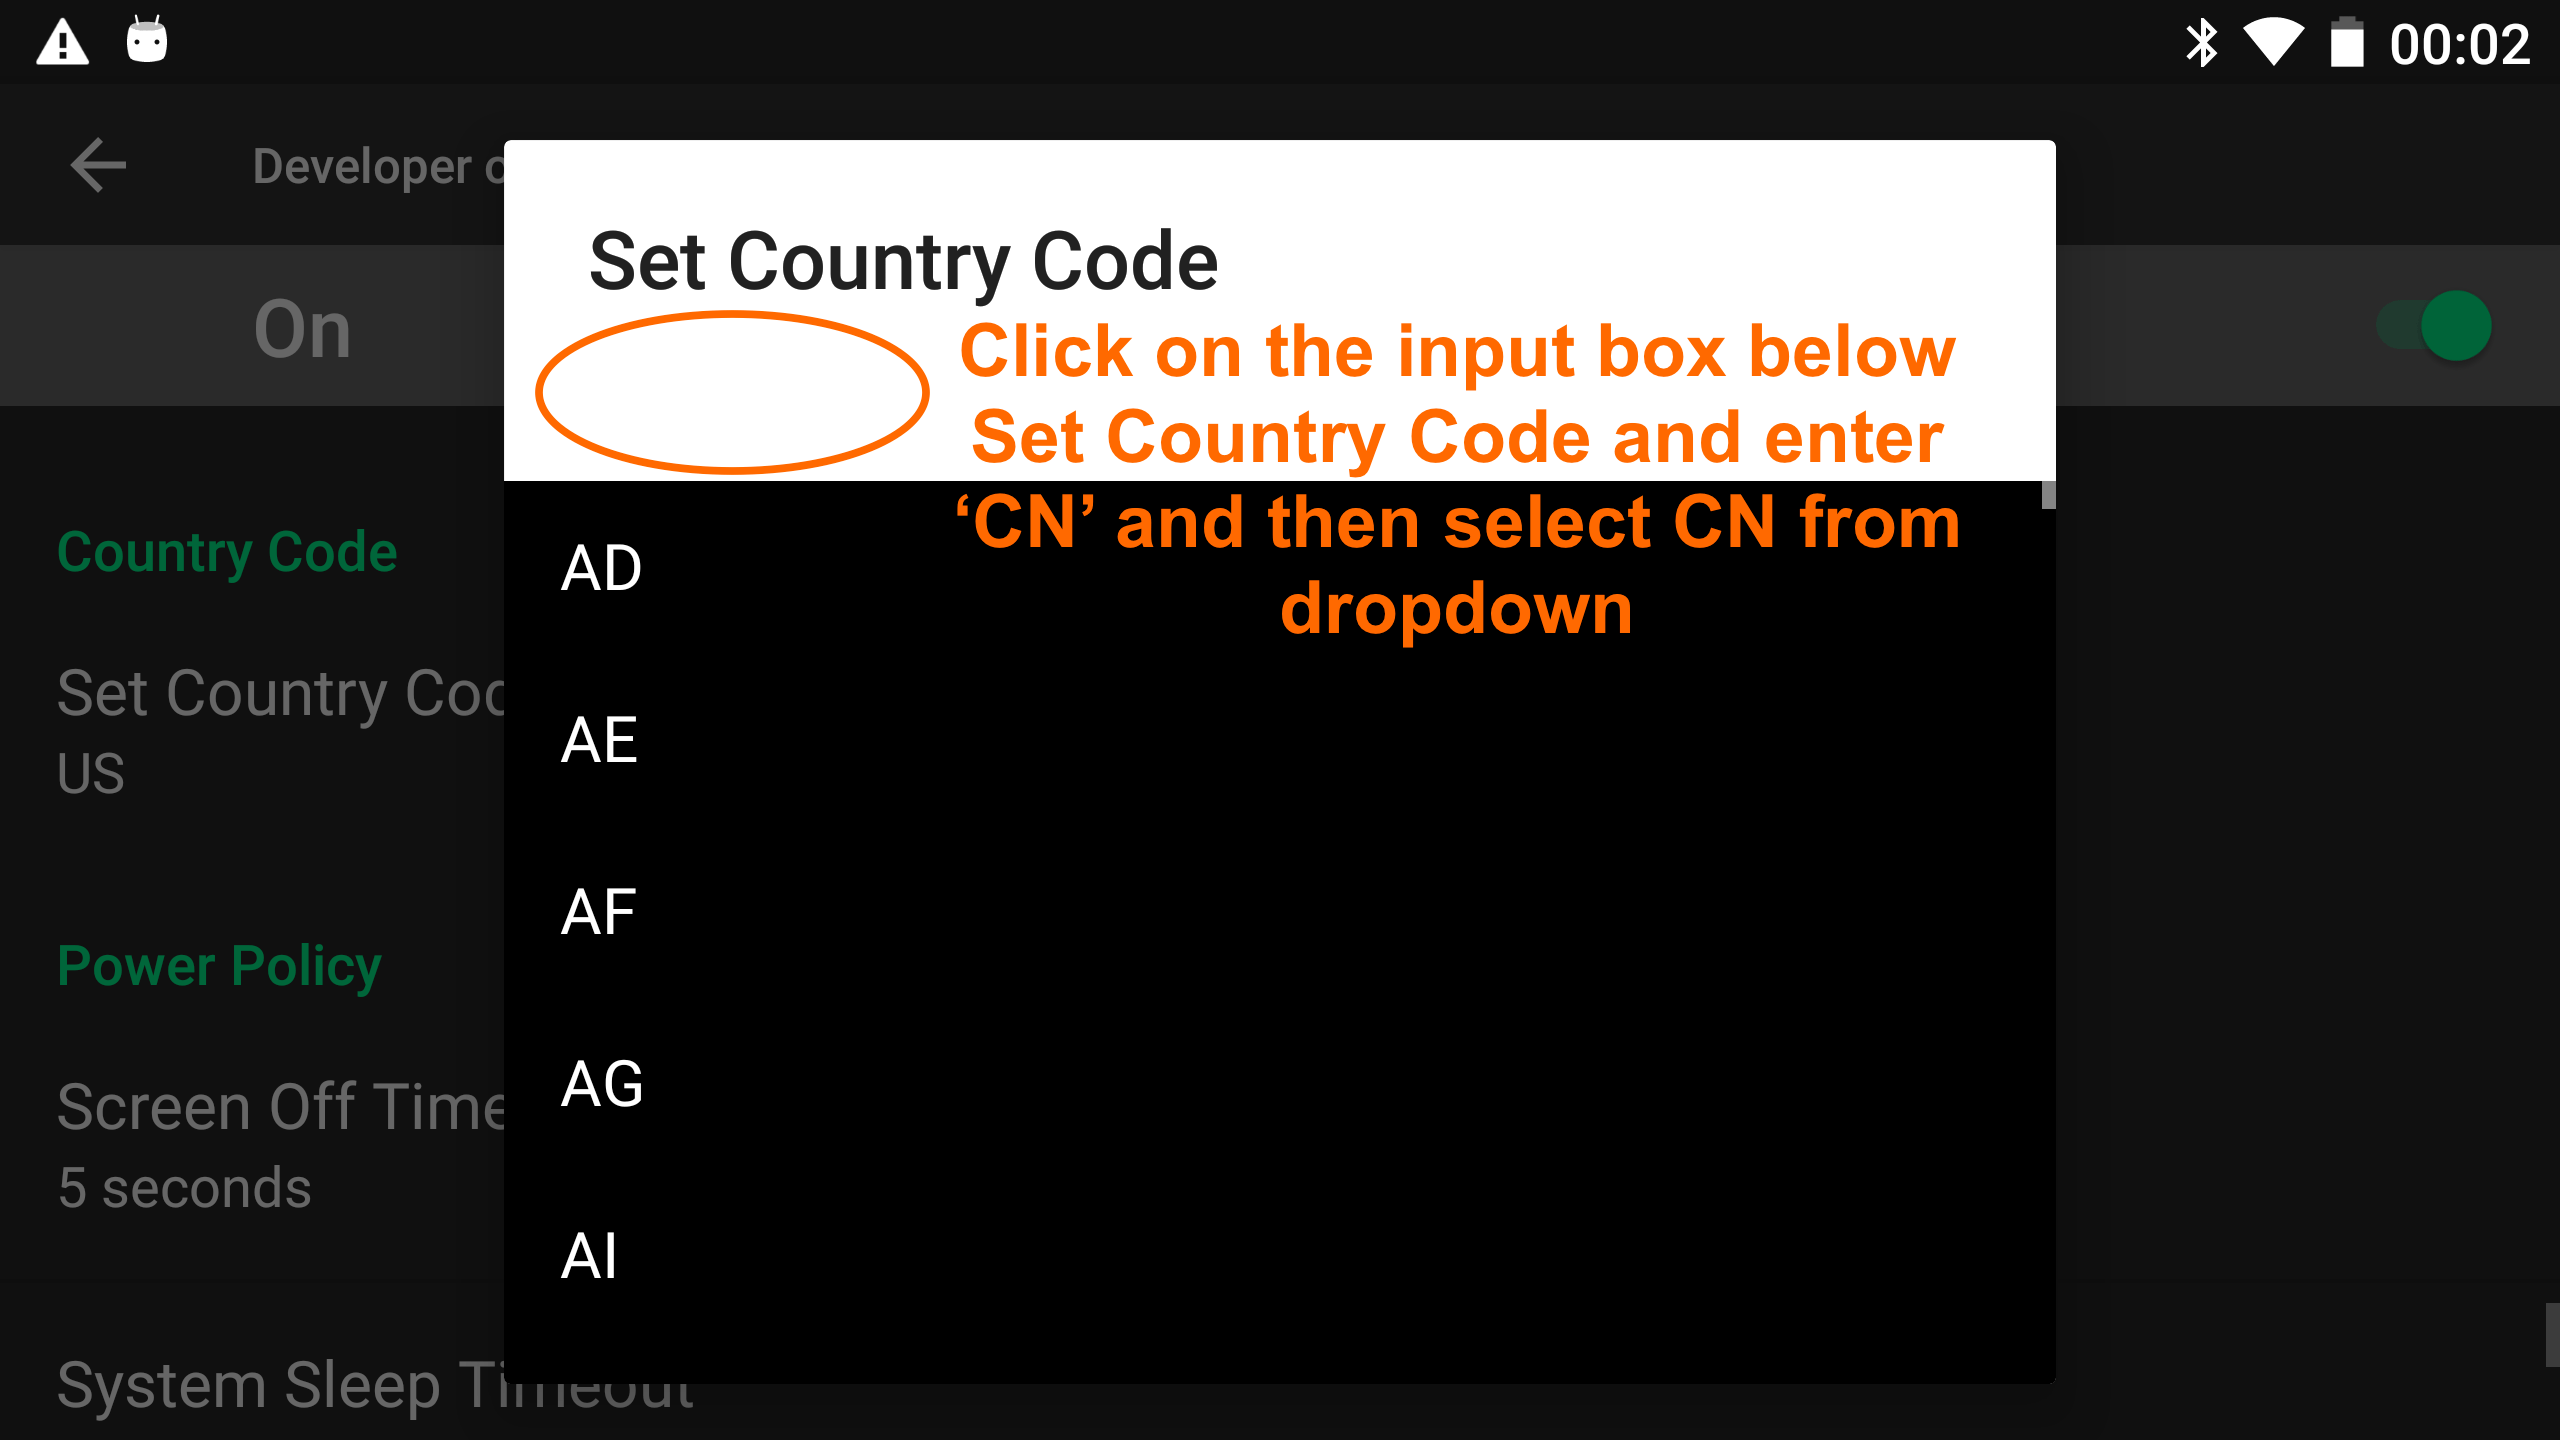 00:02
Developer o
Set Country Code
On
Click on the input box below
Set Country Code and enter
‘CN’ and then select CN from
dropdown
Country Code
AD
Set Country Coc
US
AE
AF
Power Policy
AG
Screen Off Time
5 seconds
AI
System Sleep Timeout